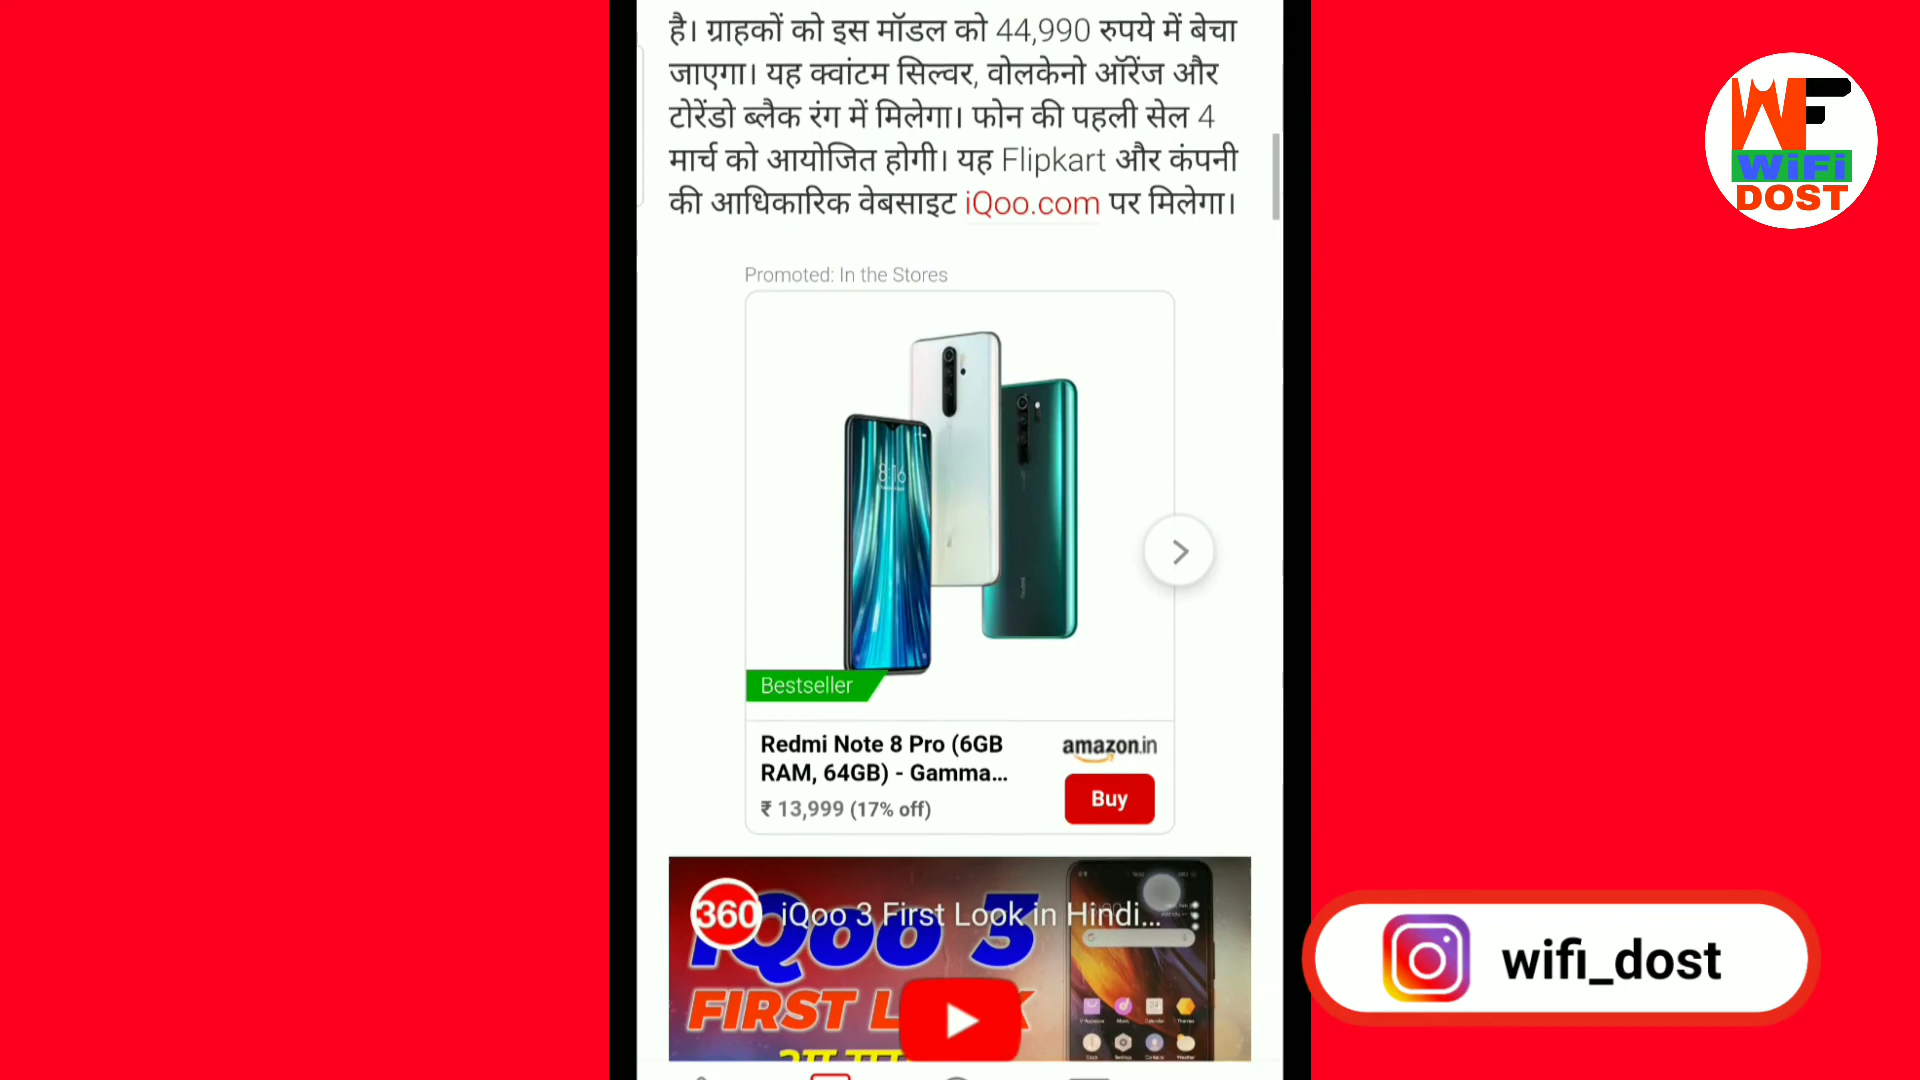 है। ग्राहकों को इस मॉडल को 44,990 रुपये में बेचा
जाएगा। यह क्वांटम सिल्वर, वोलकेनो ऑरेंज और
टोरेंडो ब्लैक रंग में मिलेगा। फोन की पहली सेल 4
मार्च को आयोजित होगी। यह Flipkart और कंपनी
की आधिकारिक वेबसाइट iQoo.com पर मिलेगा।
WF
WiFi
DOST
Promoted: In the Stores
8:16
Bestseller
Redmi Note 8 Pro (6GB
RAM, 64GB) - Gamma...
₹ 13,999 (17% off)
amazon.in
Buy
360 iQoo 3 First Look in Hindi...
iQoo 3
FIRST
wifi_dost